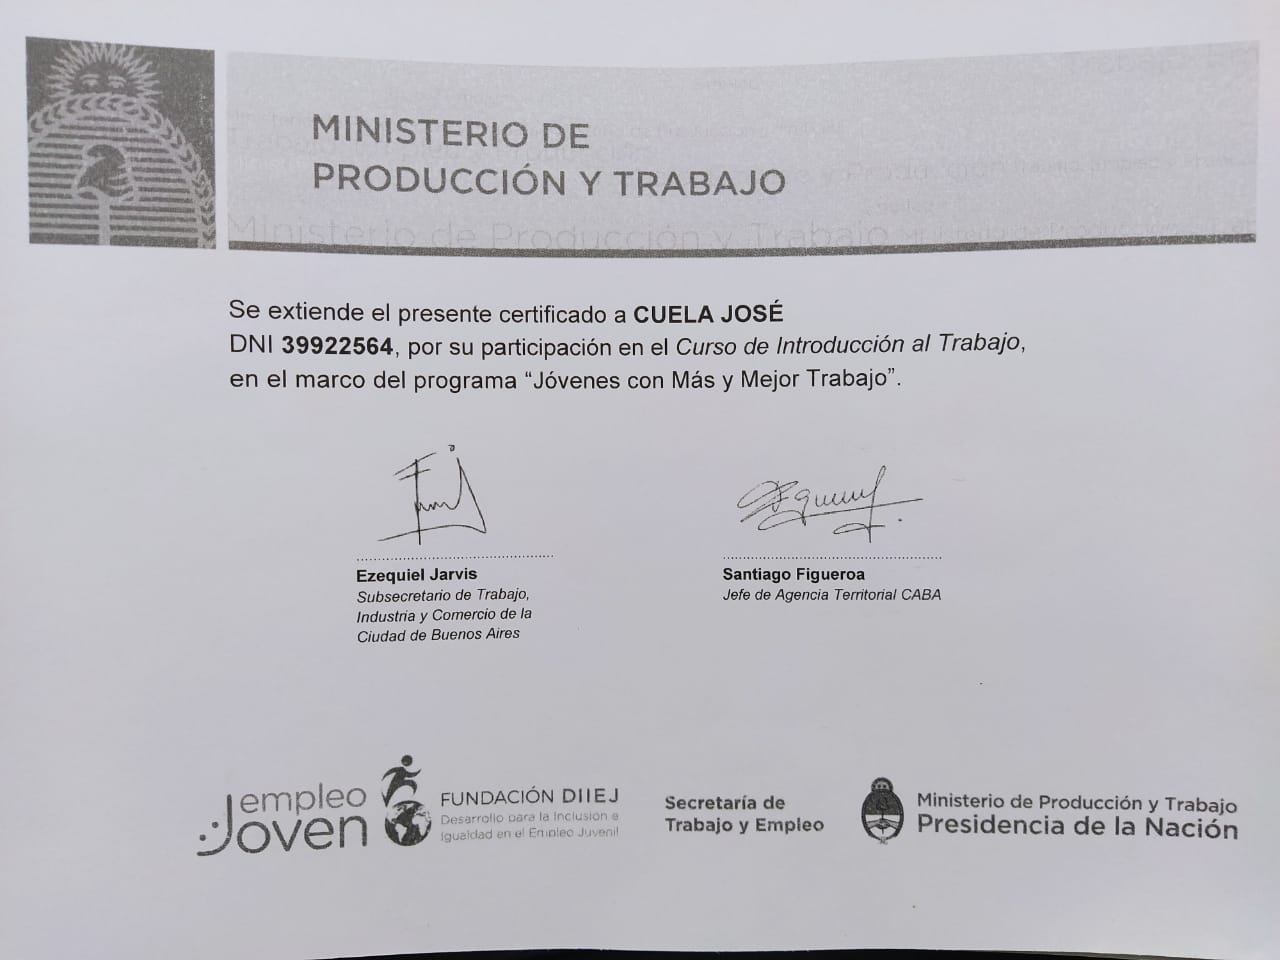 MINISTERIO DE
PRODUCCIÓN Y TRABAJO
Ministerio de Producción y Trabajo
Se extiende el presente certificado a CUELA JOSÉ
DNI 39922564, por su participación en el Curso de Introducción al Trabajo,
en el marco del programa “Jóvenes con Más y Mejor Trabajo”.
Ezequiel Jarvis
Subsecretario de Trabajo,
Industria y Comercio de la
Ciudad de Buenos Aires
Santiago Figueroa
Jefe de Agencia Territorial CABA
empleo
Joven
FUNDACIÓN DIIEJ
Desarrollo para la Inclusión e
Igualdad en el Empleo Juvenil
Secretaría de
Trabajo y Empleo
Ministerio de Producción y Trabajo
Presidencia de la Nación